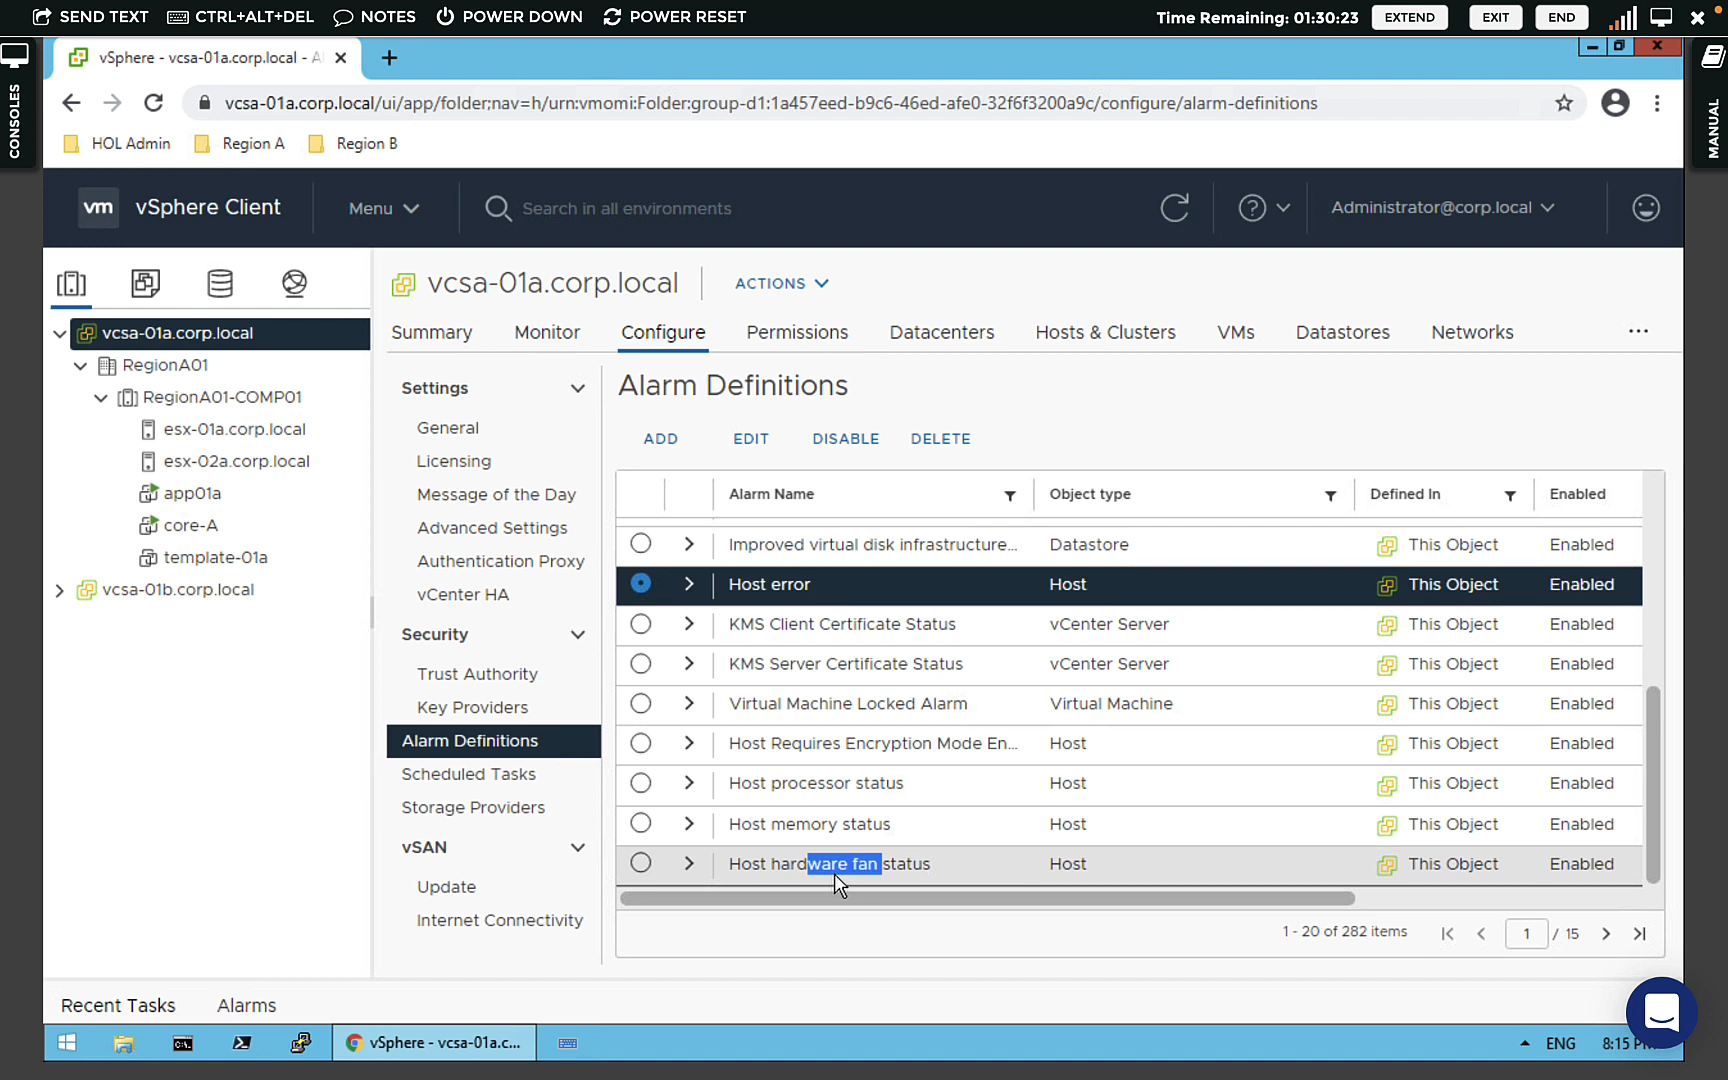 SEND TEXT CTRL+ALT+DEL NOTES POWER DOWN POWER RESET Time Remaining: 01:30:23 EXTEND EXIT END
CONSOLES
MANUAL
vSphere - vcsa-01a.corp.local - Al
vcsa-01a.corp.local/ui/app/folder;nav=h/urn:vmomi:Folder:group-d1:1a457eed-b9c6-46ed-afe0-32f6f3200a9c/configure/alarm-definitions
HOL Admin Region A Region B
vm vSphere Client Menu Search in all environments Administrator@corp.local
vcsa-01a.corp.local
RegionA01
RegionA01-COMP01
esx-01a.corp.local
esx-02a.corp.local
app01a
core-A
template-01a
vcsa-01b.corp.local
vcsa-01a.corp.local ACTIONS
Summary Monitor Configure Permissions Datacenters Hosts & Clusters VMs Datastores Networks ...
Settings
General
Licensing
Message of the Day
Advanced Settings
Authentication Proxy
vCenter HA
Security
Trust Authority
Key Providers
Alarm Definitions
Scheduled Tasks
Storage Providers
vSAN
Update
Internet Connectivity
Alarm Definitions
ADD EDIT DISABLE DELETE
Alarm Name Object type Defined In Enabled
Improved virtual disk infrastructure... Datastore This Object Enabled
Host error Host This Object Enabled
KMS Client Certificate Status vCenter Server This Object Enabled
KMS Server Certificate Status vCenter Server This Object Enabled
Virtual Machine Locked Alarm Virtual Machine This Object Enabled
Host Requires Encryption Mode En... Host This Object Enabled
Host processor status Host This Object Enabled
Host memory status Host This Object Enabled
Host hardware fan status Host This Object Enabled
1 - 20 of 282 items 1 / 15
Recent Tasks Alarms
vSphere - vcsa-01a.c... ENG 8:15